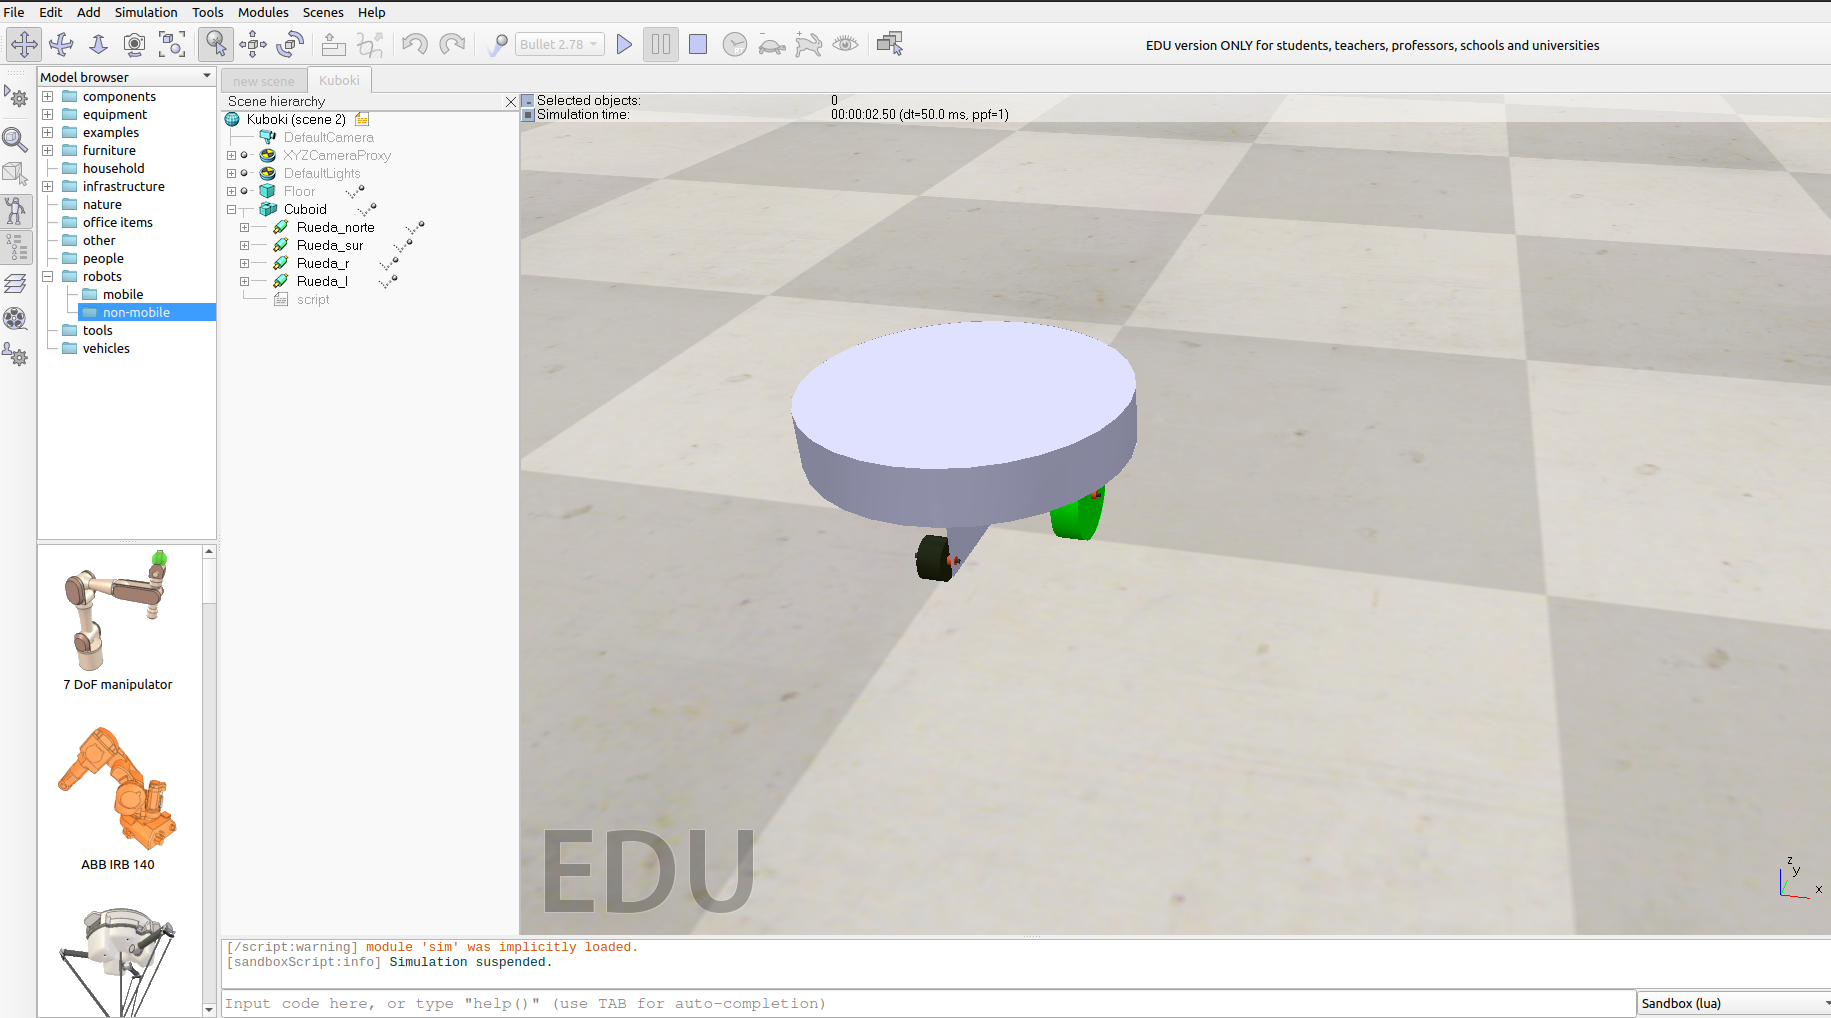 File Edit Add Simulation Tools Modules Scenes Help
Bullet 2.78
EDU version ONLY for students, teachers, professors, schools and universities
Model browser
components
equipment
examples
furniture
household
infrastructure
nature
office items
other
people
robots
mobile
non-mobile
tools
vehicles
7 DoF manipulator
ABB IRB 140
new scene Kuboki
Scene hierarchy
Kuboki (scene 2)
DefaultCamera
XYZCameraProxy
DefaultLights
Floor
Cuboid
Rueda_norte
Rueda_sur
Rueda_r
Rueda_l
script
Selected objects: 0
Simulation time: 00:00:02.50 (dt=50.0 ms, ppf=1)
EDU
z
y
x
[/script:warning] module 'sim' was implicitly loaded.
[sandboxScript:info] Simulation suspended.
Input code here, or type "help()" (use TAB for auto-completion)
Sandbox (lua)